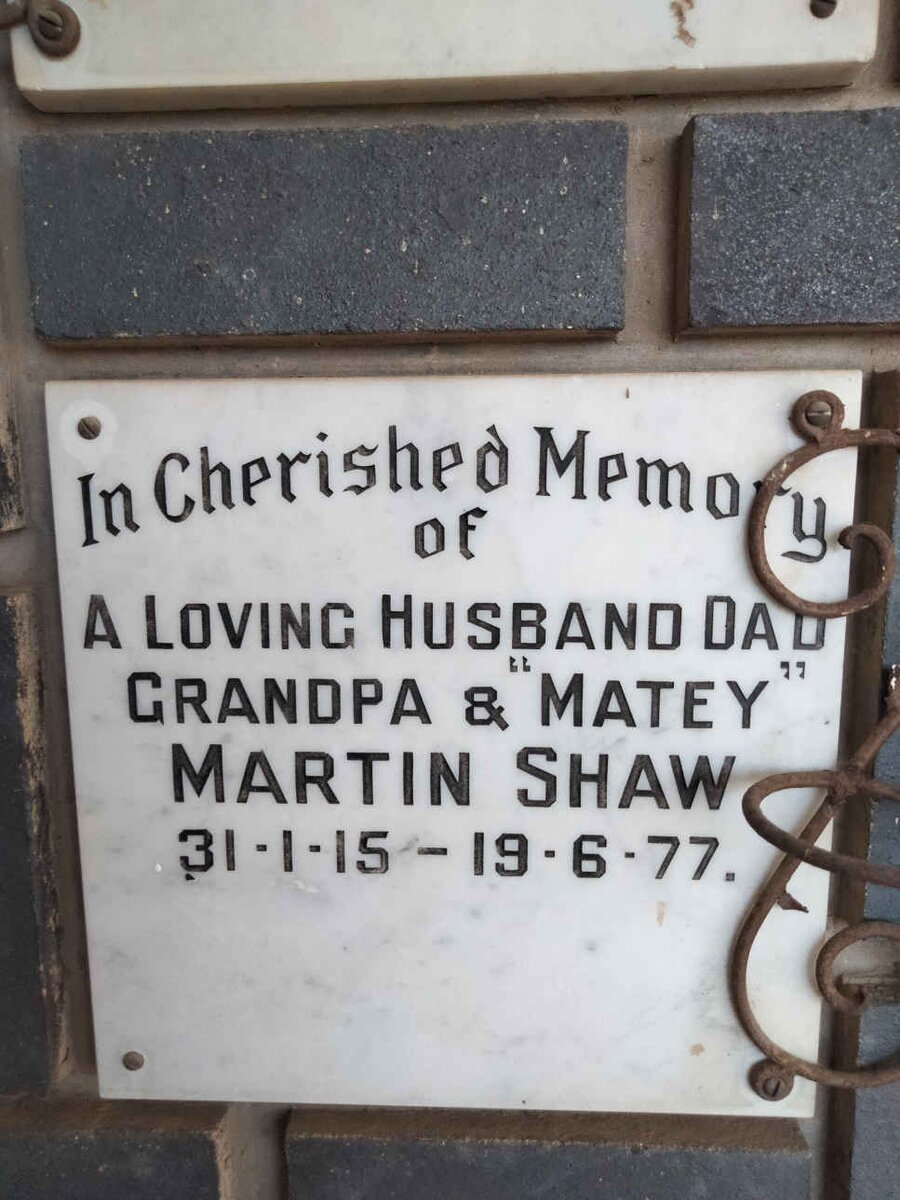 In Cherished Memory
of
A LOVING HUSBAND DAD
GRANDPA & "MATEY"
MARTIN SHAW
31·1·15 – 19·6·77.